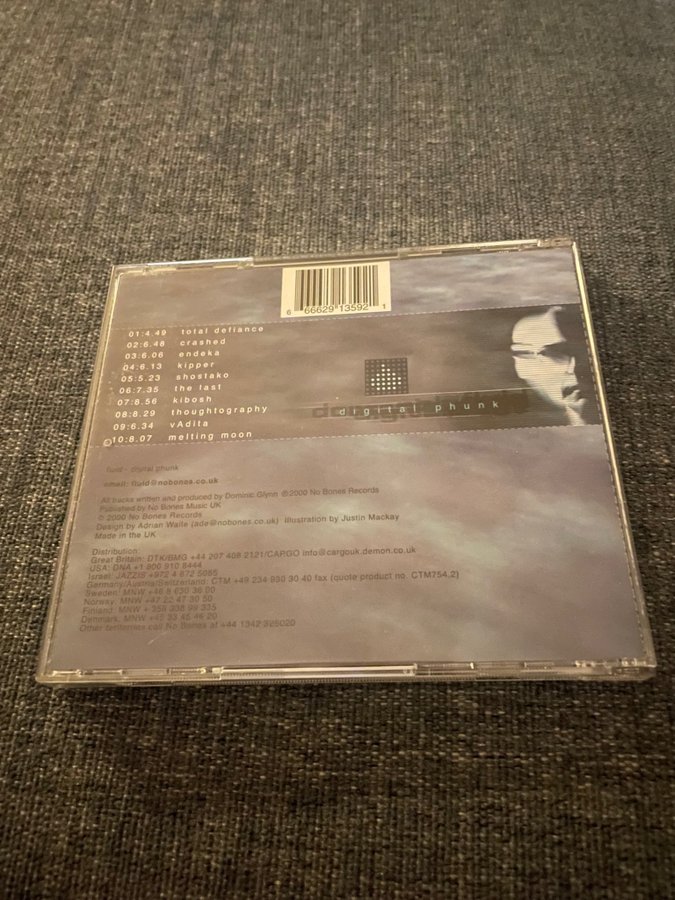 6 66629 13592 1
01:4.49 total defiance
02:6.48 crashed
03:6.06 endeka
04:6.13 kipper
05:5.23 shostako
06:7.35 the last
07:8.56 kibosh
08:8.29 thoughtography
09:6.34 vAdita
10:8.07 melting moon
digital phunk
fluid - digital phunk
email: fluid@nobones.co.uk
All tracks written and produced by Dominic Glynn ℗2000 No Bones Records
Published by No Bones Music UK
© 2000 No Bones Records
Design by Adrian Waite (ade@nobones.co.uk) Illustration by Justin Mackay
Made in the UK
Distribution:
Great Britain: DTK/BMG +44 207 408 2121/CARGO info@cargouk.demon.co.uk
USA: DNA +1 800 910 8444
Israel: JAZZIS +972 4 872 5085
Germany/Austria/Switzerland: CTM +49 234 930 30 40 fax (quote product no. CTM754.2)
Sweden: MNW +46 8 630 36 00
Norway: MNW +47 22 47 30 50
Finland: MNW + 358 338 99 335
Denmark, MNW +45 33 45 46 20
Other territories call No Bones at +44 1342 325020